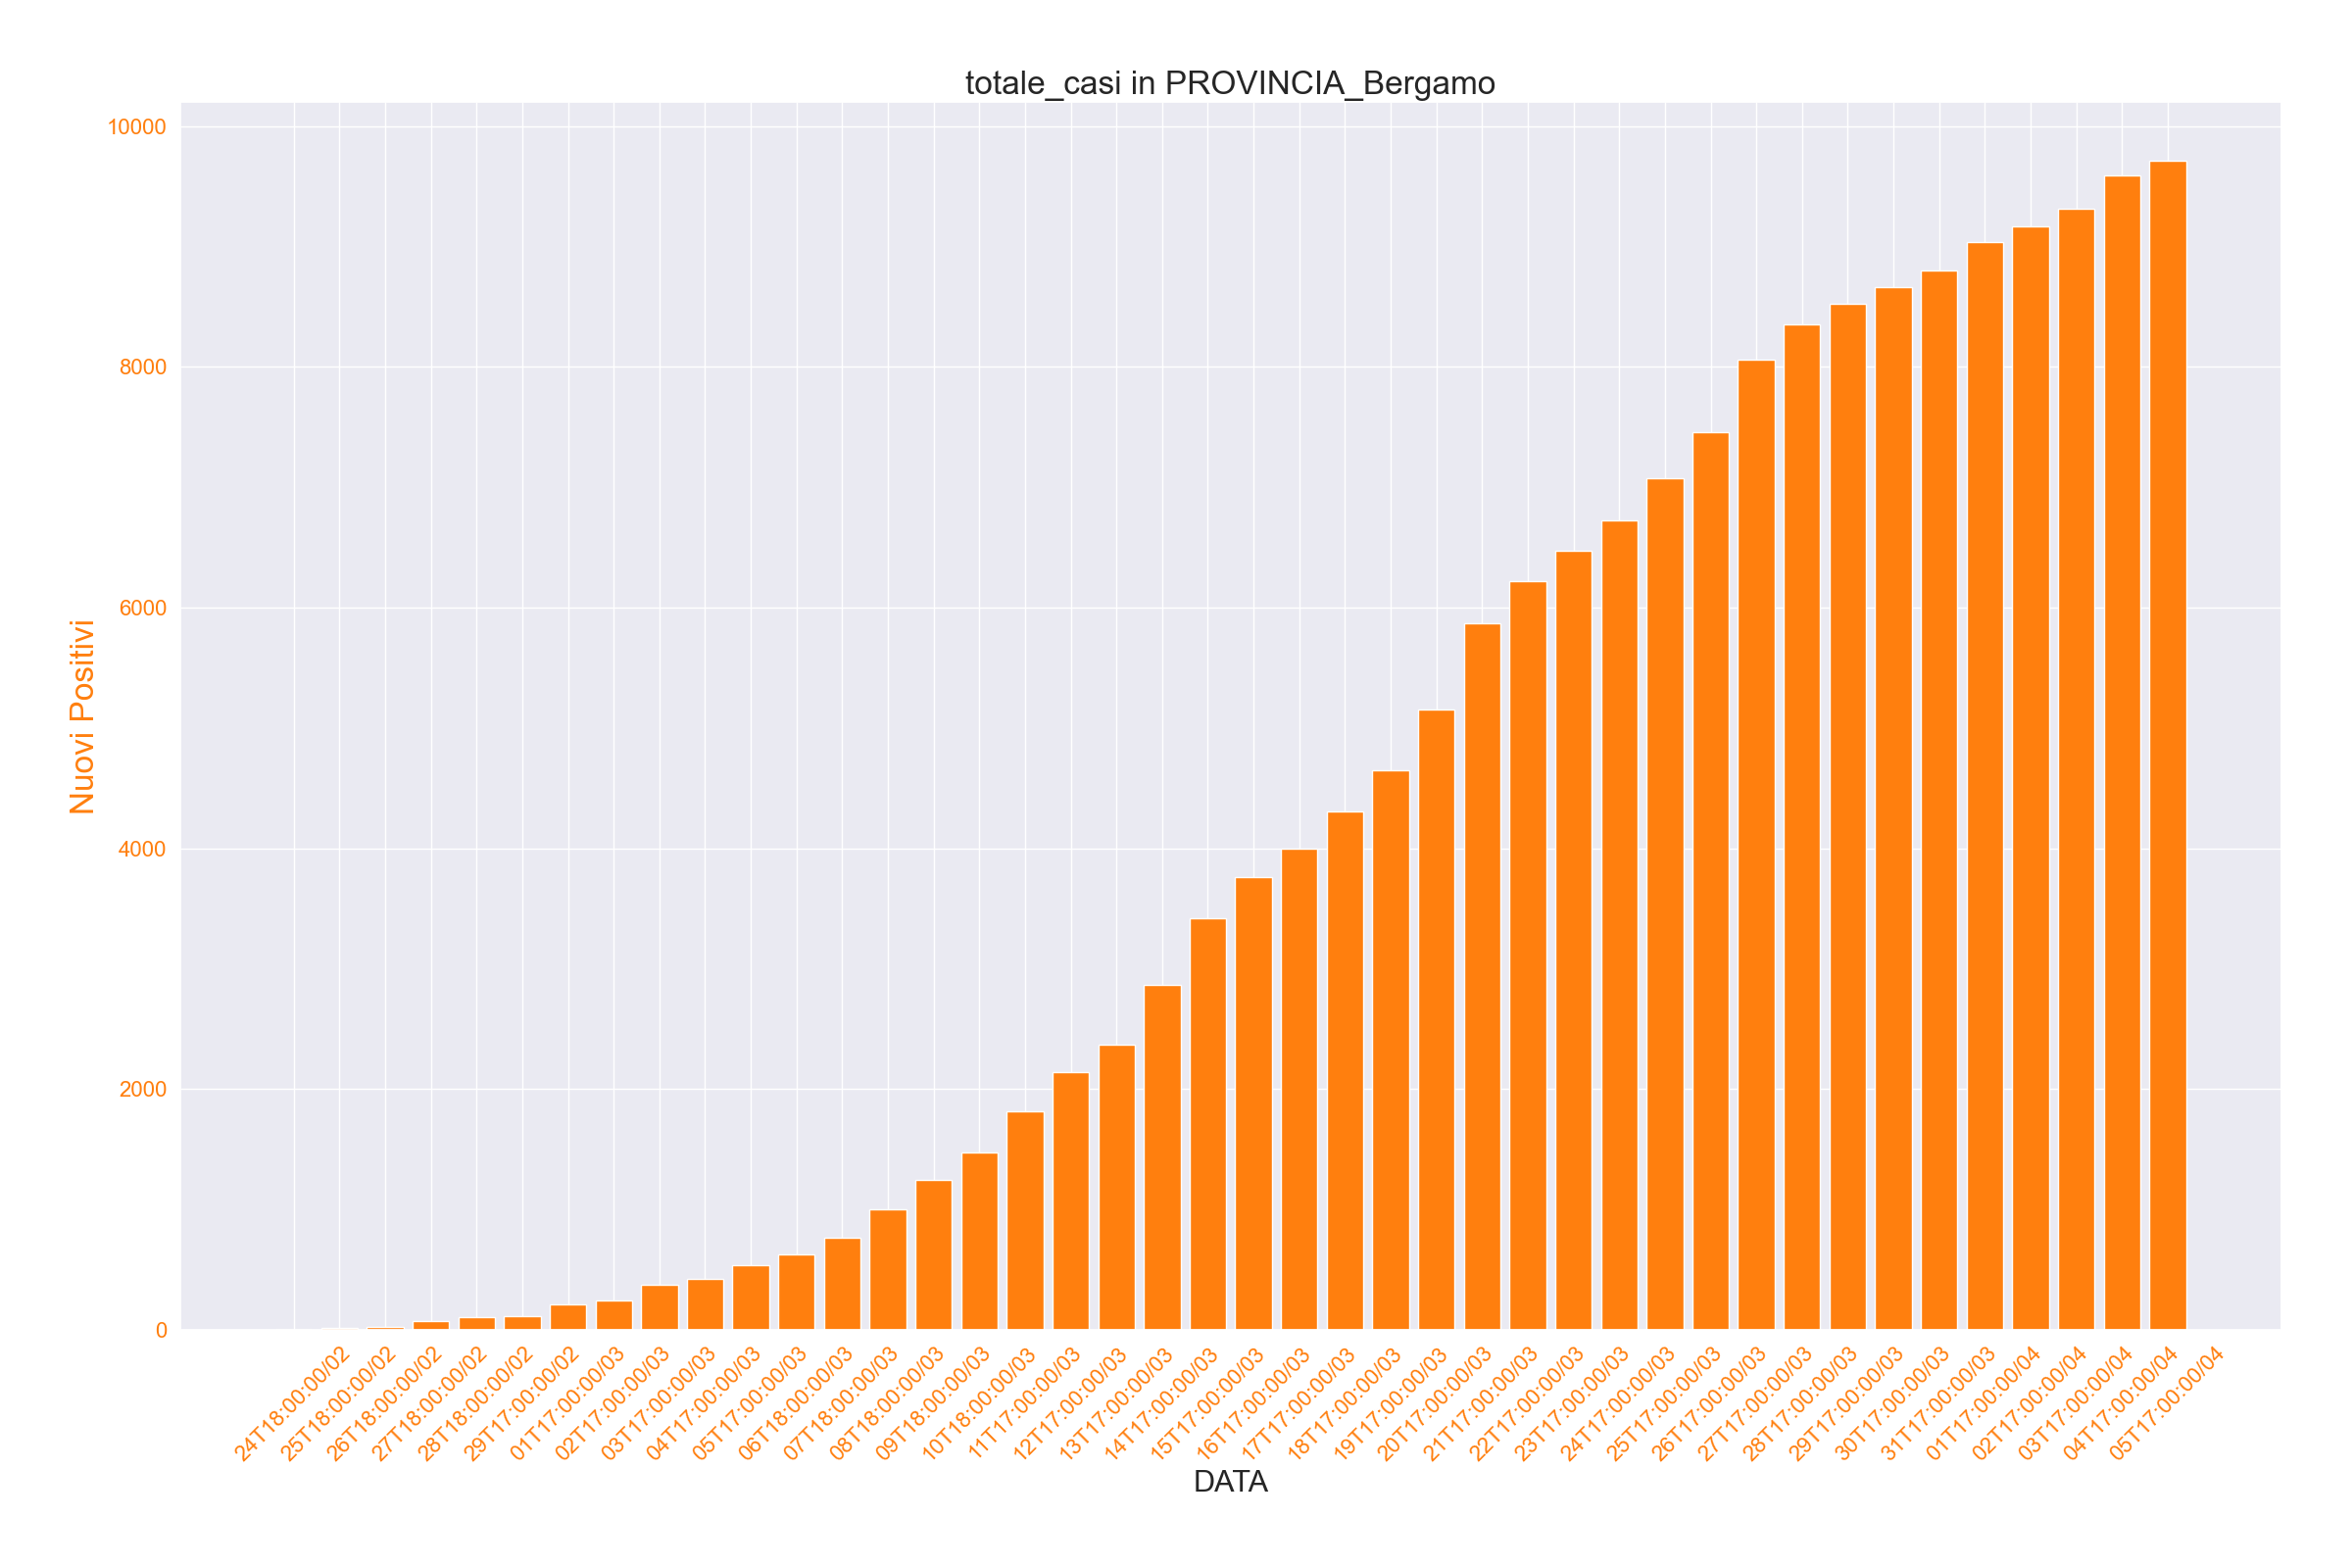 totale_casi in PROVINCIA_Bergamo
Nuovi Positivi
10000
8000
6000
4000
2000
0
24T18:00:00/02
25T18:00:00/02
26T18:00:00/02
27T18:00:00/02
28T18:00:00/02
29T17:00:00/02
01T17:00:00/03
02T17:00:00/03
03T17:00:00/03
04T17:00:00/03
05T17:00:00/03
06T18:00:00/03
07T18:00:00/03
08T18:00:00/03
09T18:00:00/03
10T18:00:00/03
11T17:00:00/03
12T17:00:00/03
13T17:00:00/03
14T17:00:00/03
15T17:00:00/03
16T17:00:00/03
17T17:00:00/03
18T17:00:00/03
19T17:00:00/03
20T17:00:00/03
21T17:00:00/03
22T17:00:00/03
23T17:00:00/03
24T17:00:00/03
25T17:00:00/03
26T17:00:00/03
27T17:00:00/03
28T17:00:00/03
29T17:00:00/03
30T17:00:00/03
31T17:00:00/03
01T17:00:00/04
02T17:00:00/04
03T17:00:00/04
04T17:00:00/04
05T17:00:00/04
DATA